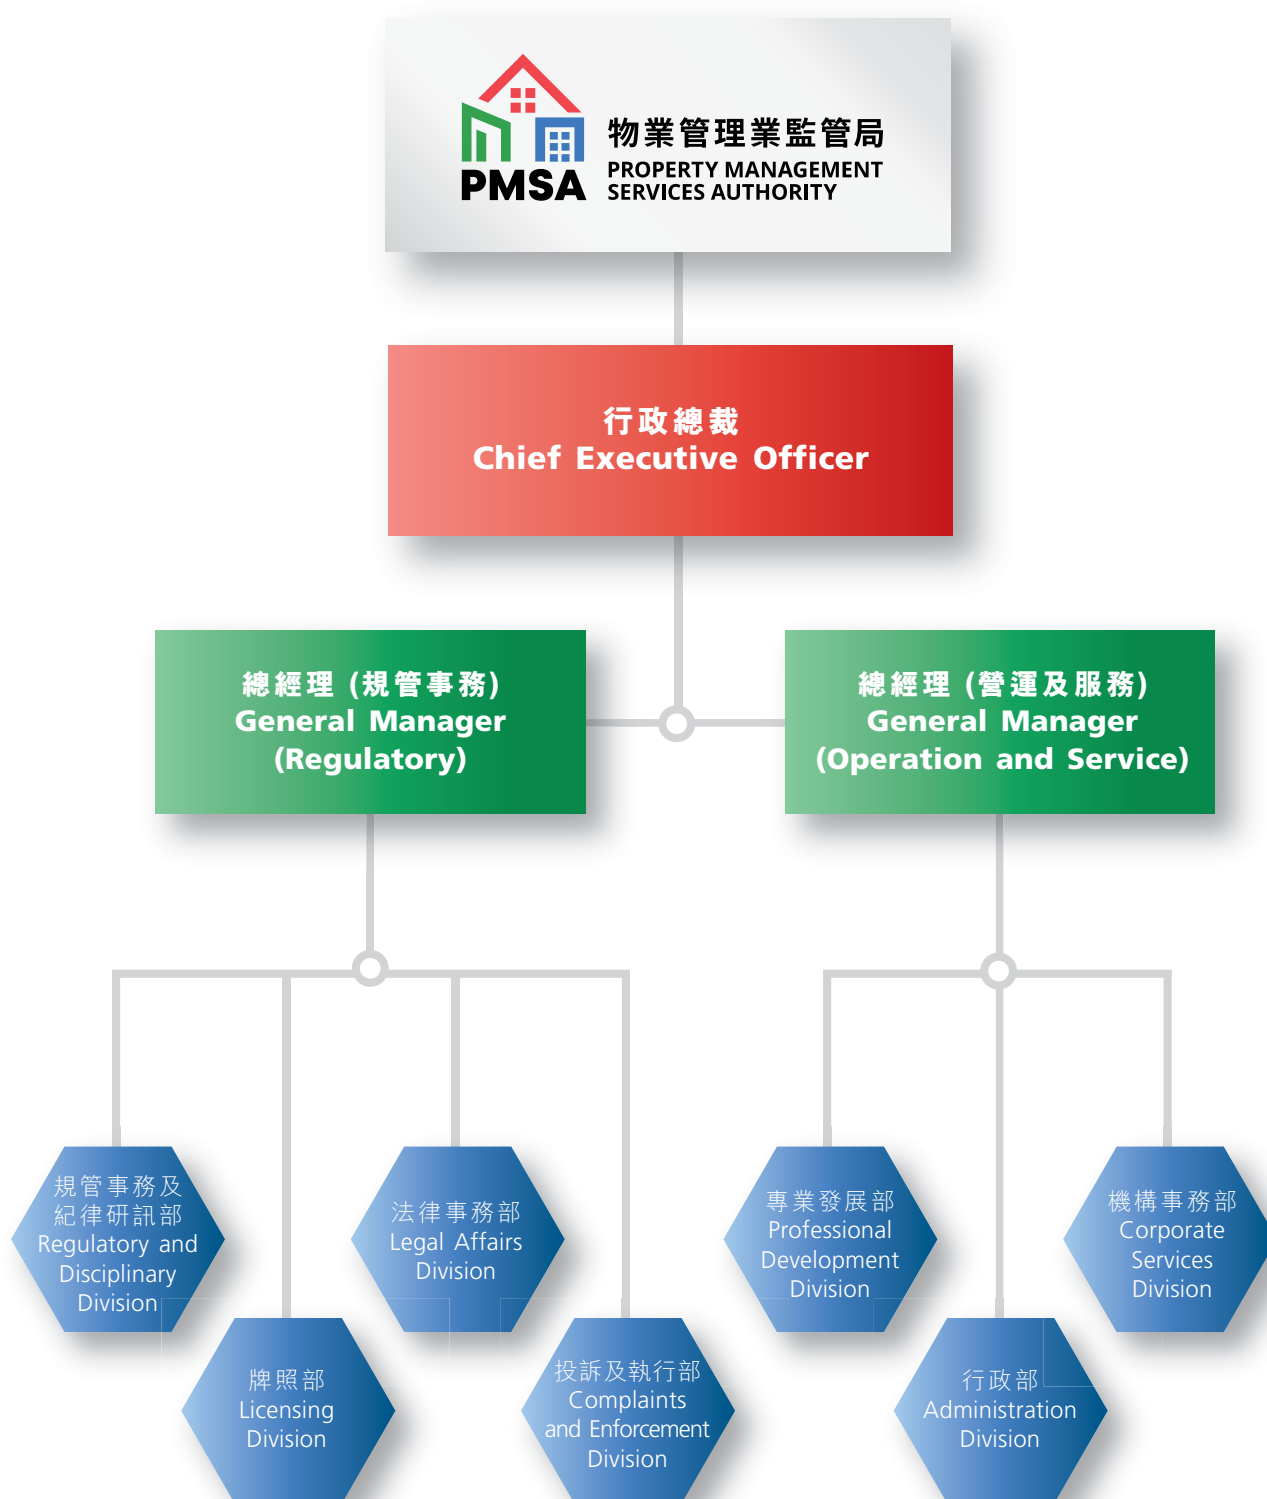 物業管理業監管局
PROPERTY MANAGEMENT
SERVICES AUTHORITY
PMSA
行政總裁
Chief Executive Officer
總經理 (規管事務)
General Manager
(Regulatory)
總經理 (營運及服務)
General Manager
(Operation and Service)
規管事務及
紀律研訊部
Regulatory and
Disciplinary
Division
牌照部
Licensing
Division
法律事務部
Legal Affairs
Division
投訴及執行部
Complaints
and Enforcement
Division
專業發展部
Professional
Development
Division
行政部
Administration
Division
機構事務部
Corporate
Services
Division